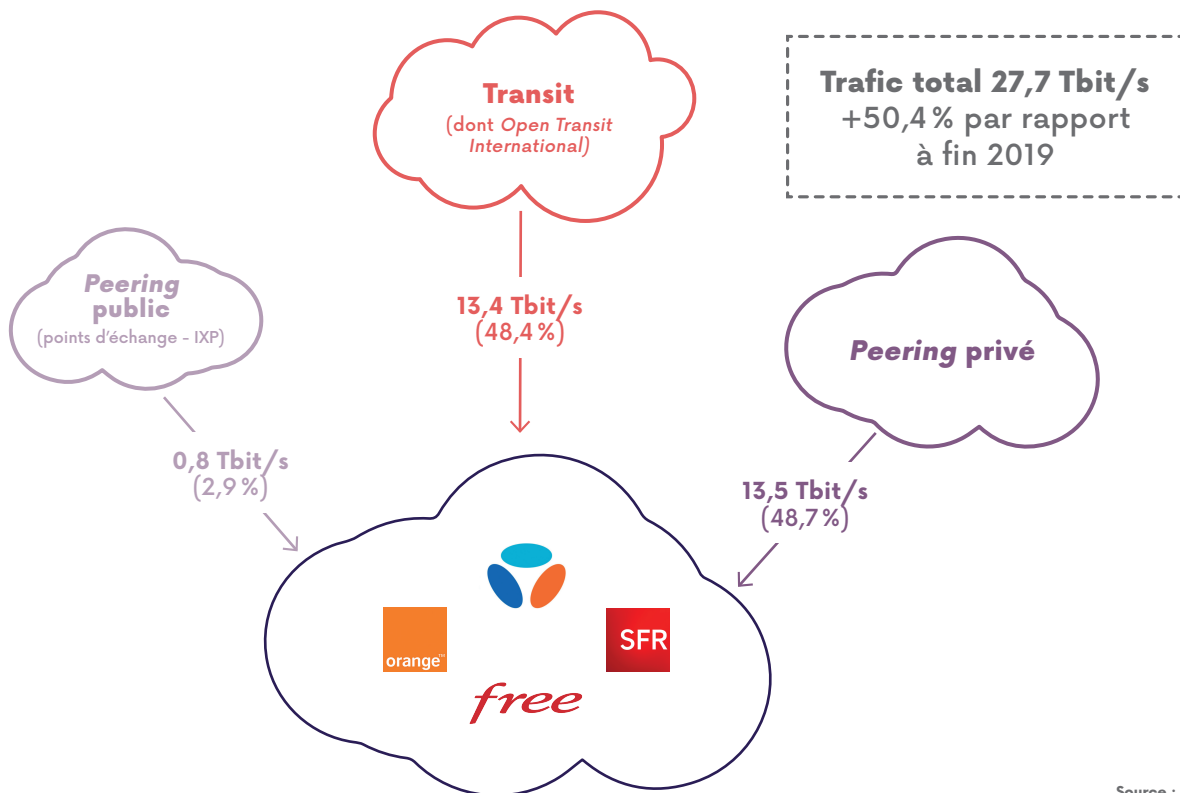 Transit
(dont Open Transit
International)
Trafic total 27,7 Tbit/s
+50,4 % par rapport
à fin 2019
Peering
public
(points d'échange - IXP)
13,4 Tbit/s
(48,4 %)
Peering privé
0,8 Tbit/s
(2,9 %)
13,5 Tbit/s
(48,7 %)
orange™
SFR
free
Source :